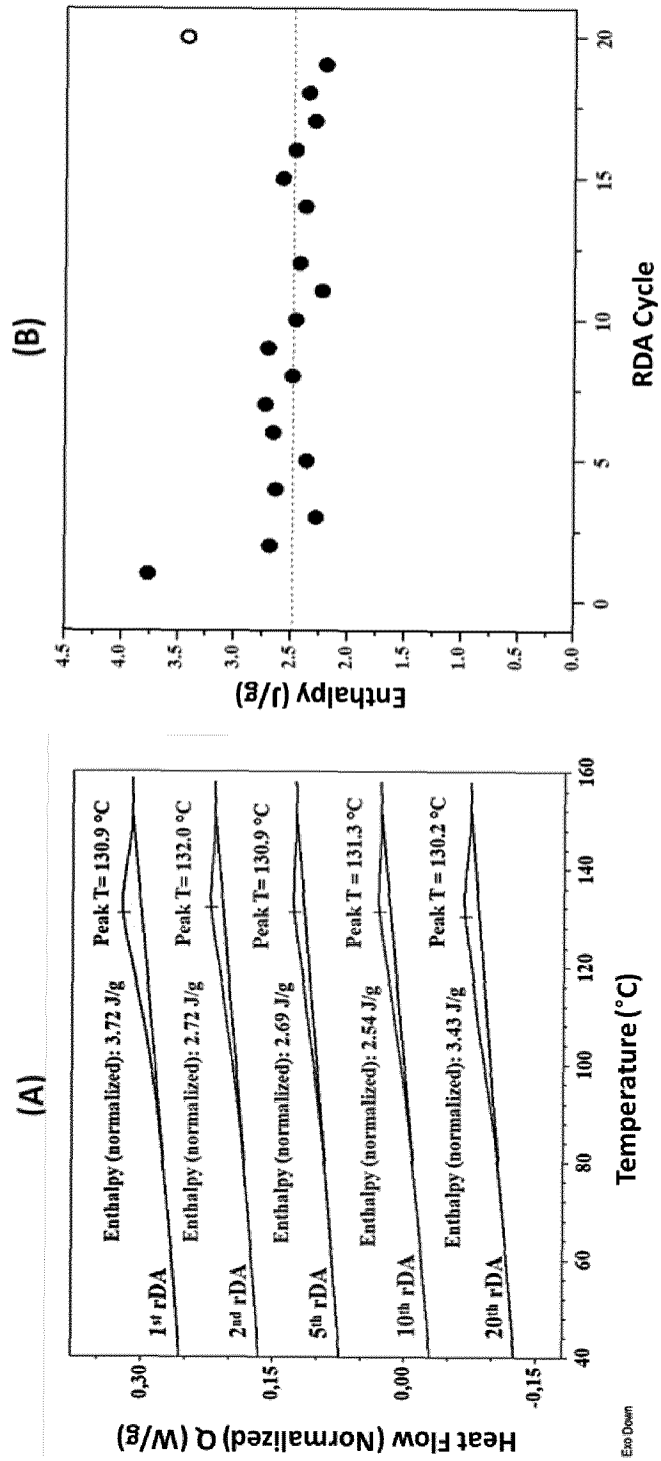 (A)
Heat Flow (Normalized) Q (W/g)
0,30
0,15
0,00
-0,15
1st rDA
Enthalpy (normalized): 3.72 J/g
Peak T= 130.9 °C
2nd rDA
Enthalpy (normalized): 2.72 J/g
Peak T= 132.0 °C
5th rDA
Enthalpy (normalized): 2.69 J/g
Peak T= 130.9 °C
10th rDA
Enthalpy (normalized): 2.54 J/g
Peak T = 131.3 °C
20th rDA
Enthalpy (normalized): 3.43 J/g
Peak T = 130.2 °C
40
60
80
100
120
140
160
Temperature (°C)
Exo Down
(B)
Enthalpy (J/g)
4.5
4.0
3.5
3.0
2.5
2.0
1.5
1.0
0.5
0.0
0
5
10
15
20
RDA Cycle